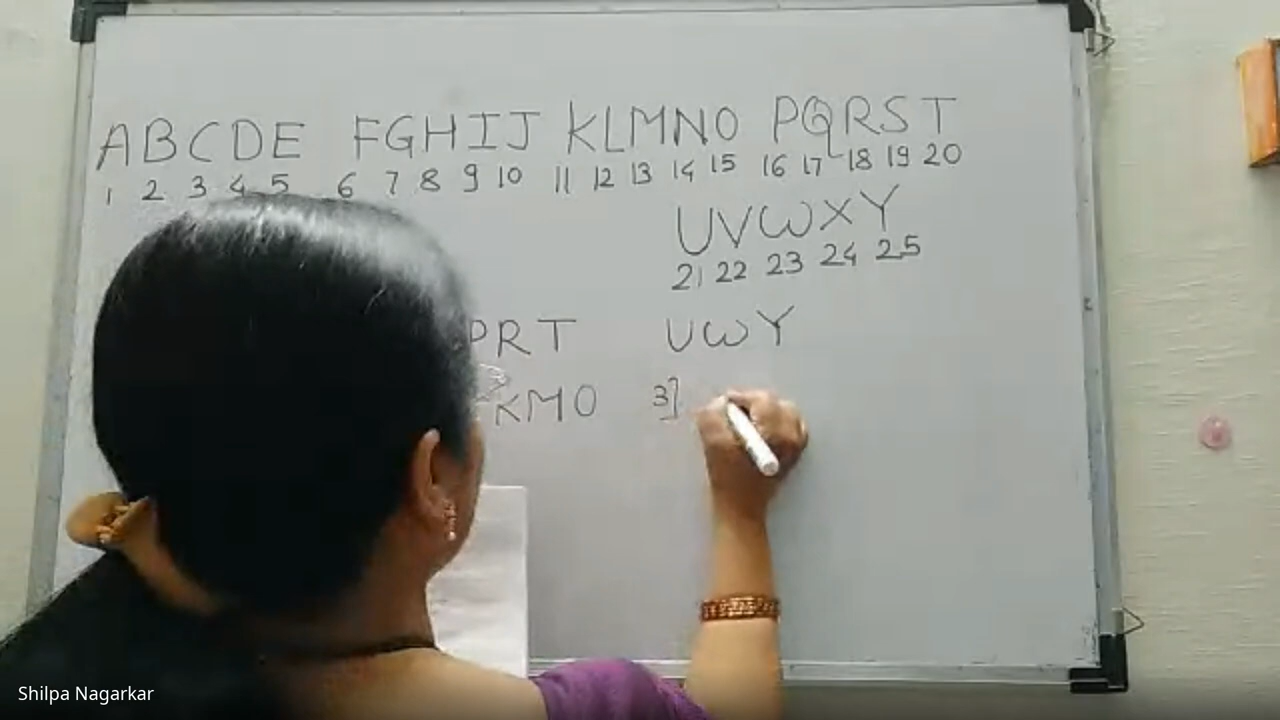 ABCDE FGHIJ KLMNO PQRST
1 2 3 4 5 6 7 8 9 10 11 12 13 14 15 16 17 18 19 20
UVWXY
21 22 23 24 25
PRT UWY
KMO 3]
Shilpa Nagarkar